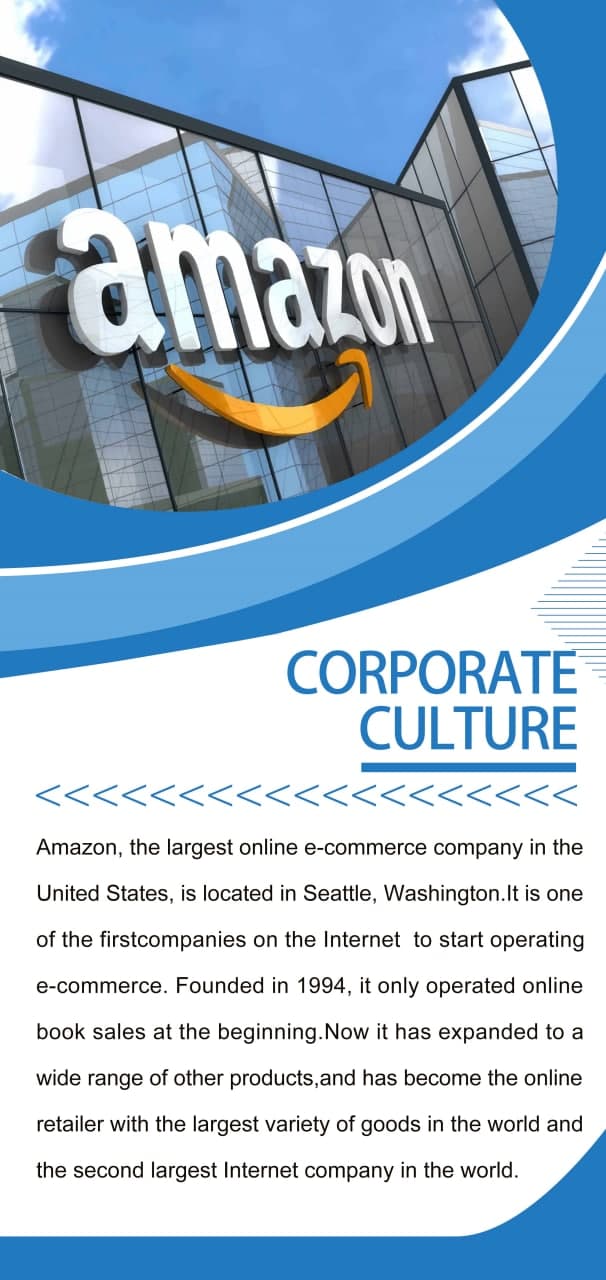 amazon
CORPORATE
CULTURE
<<<<<<<<<<<<<<<<<<<
Amazon, the largest online e-commerce company in the
United States, is located in Seattle, Washington.It is one
of the firstcompanies on the Internet  to start operating
e-commerce. Founded in 1994, it only operated online
book sales at the beginning.Now it has expanded to a
wide range of other products,and has become the online
retailer with the largest variety of goods in the world and
the second largest Internet company in the world.